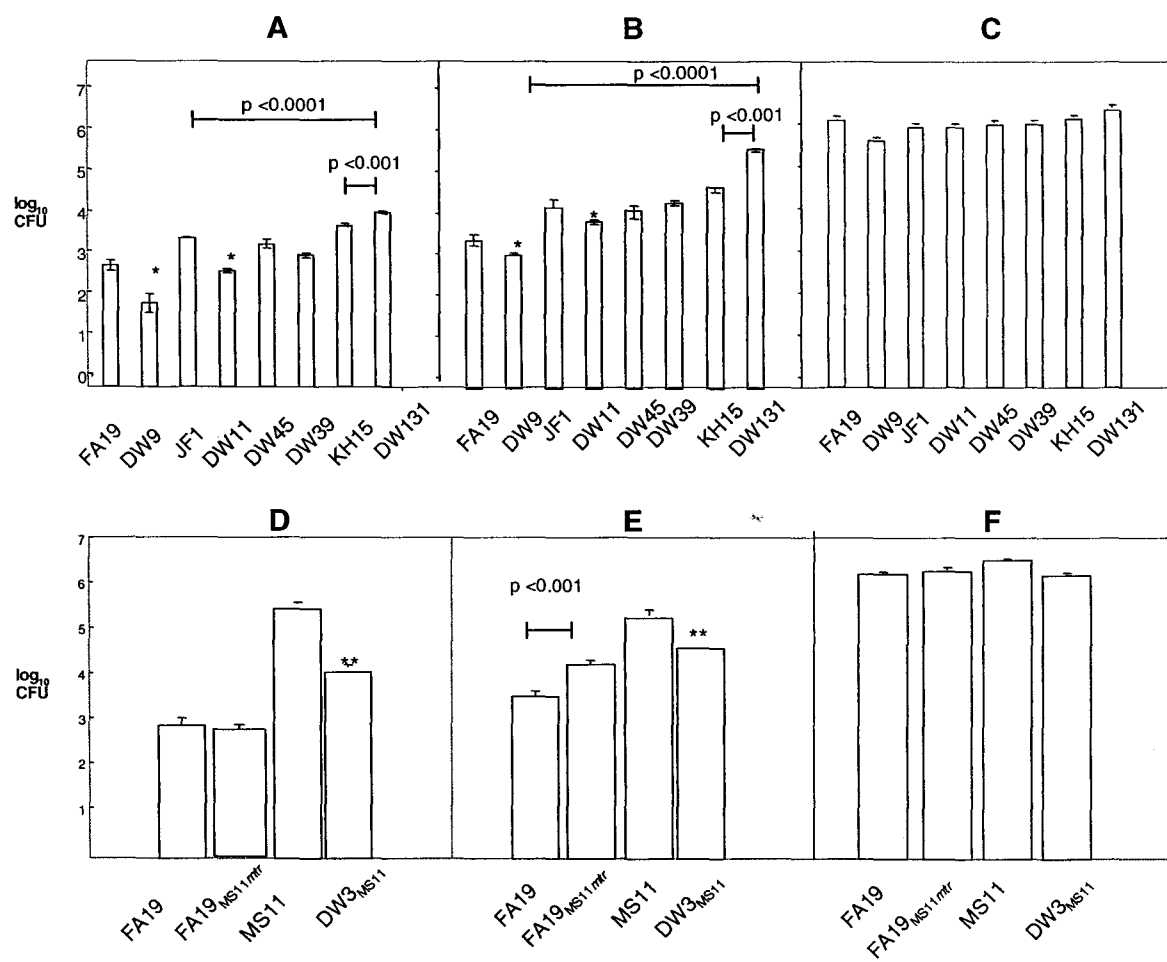 A B C
7
6
5
4
3
2
1
0
log10
CFU
p <0.0001
p <0.001
*
*
p <0.0001
p <0.001
*
*
FA19 DW9 JF1 DW11 DW45 DW39 KH15 DW131
FA19 DW9 JF1 DW11 DW45 DW39 KH15 DW131
FA19 DW9 JF1 DW11 DW45 DW39 KH15 DW131
D E F
7
6
5
4
3
2
1
log10
CFU
**
p <0.001
**
FA19 FA19MS11mtr MS11 DW3MS11
FA19 FA19MS11mtr MS11 DW3MS11
FA19 FA19MS11mtr MS11 DW3MS11